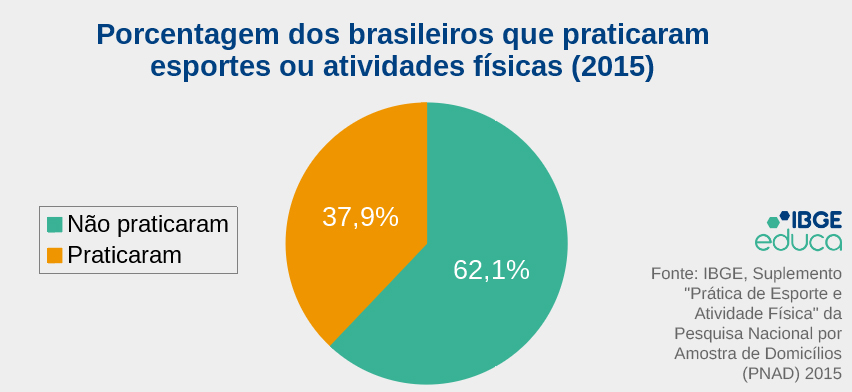 Porcentagem dos brasileiros que praticaram
esportes ou atividades físicas (2015)
Não praticaram
Praticaram
37,9%
62,1%
IBGE
educa
Fonte: IBGE, Suplemento
"Prática de Esporte e
Atividade Física" da
Pesquisa Nacional por
Amostra de Domicílios
(PNAD) 2015